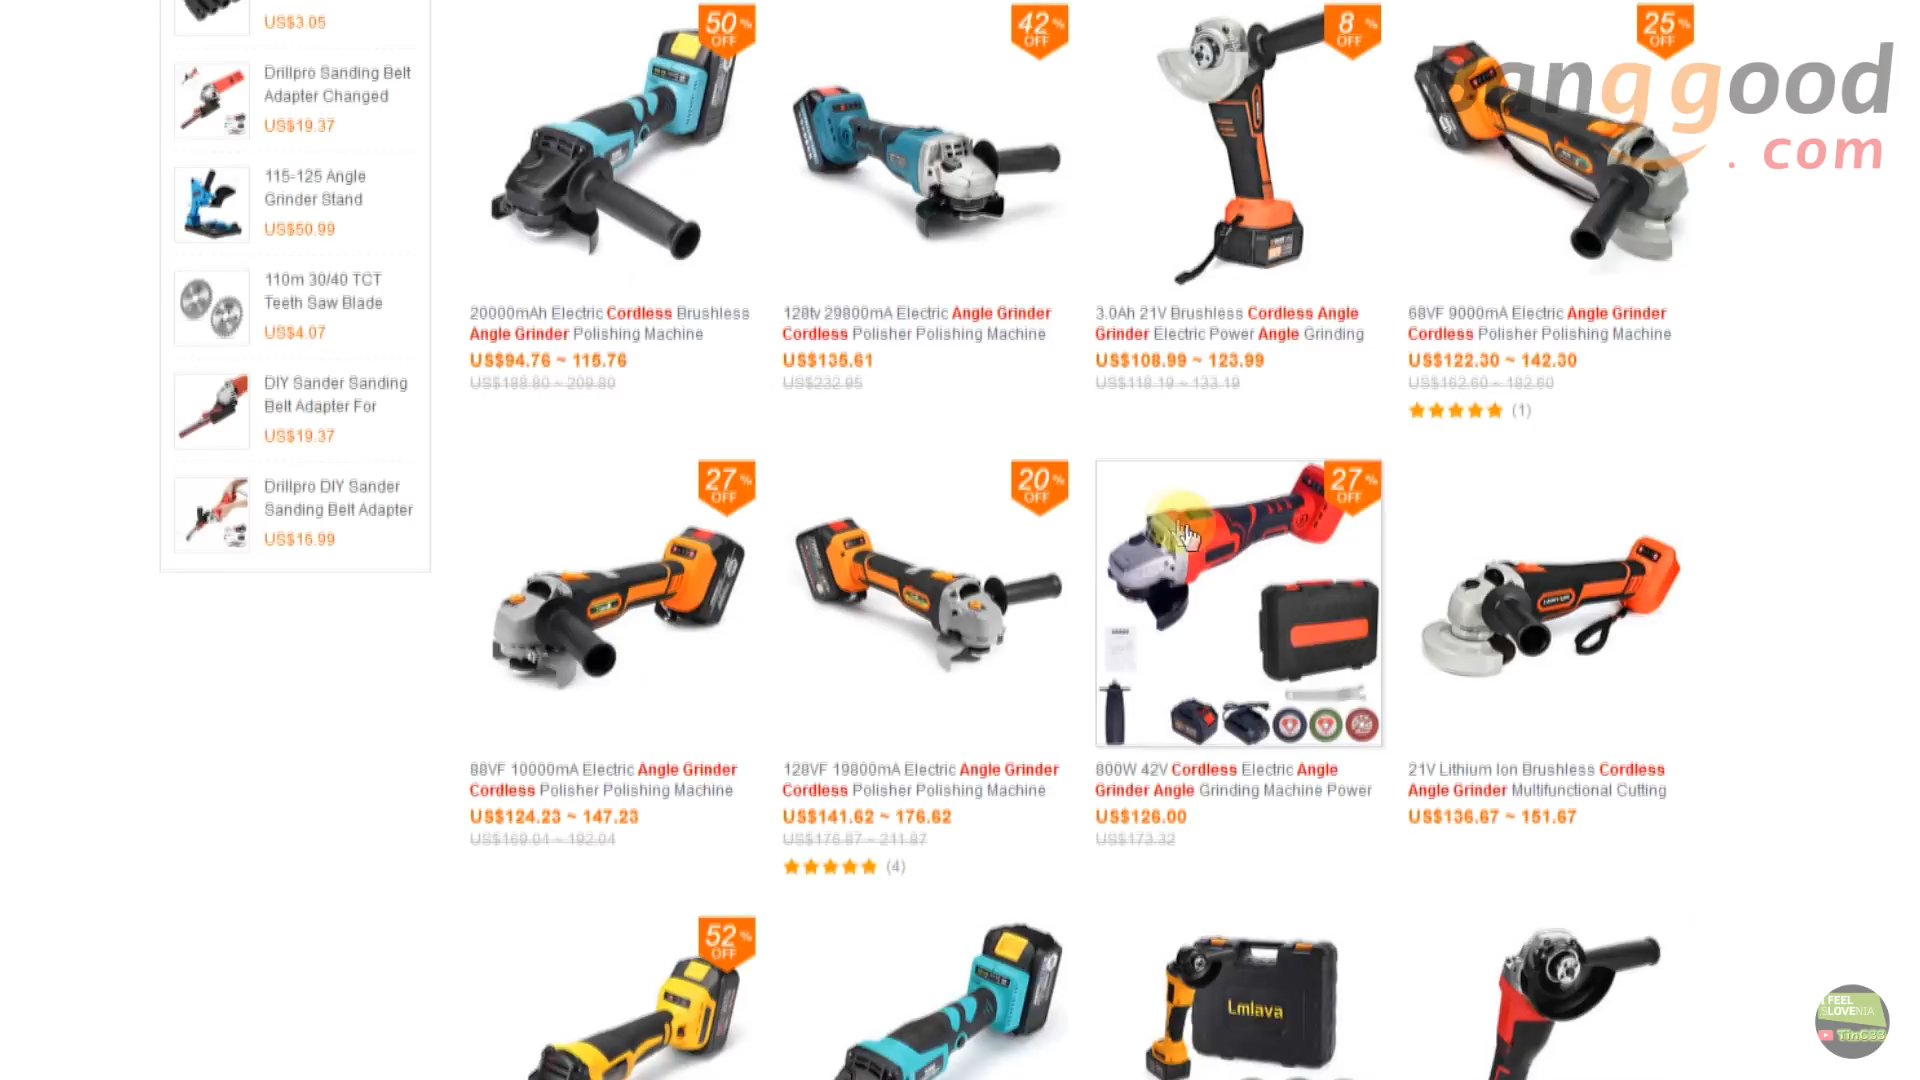 US$3.05
Drillpro Sanding Belt
Adapter Changed
US$19.37
115-125 Angle
Grinder Stand
US$50.99
110m 30/40 TCT
Teeth Saw Blade
US$4.07
DIY Sander Sanding
Belt Adapter For
US$19.37
Drillpro DIY Sander
Sanding Belt Adapter
US$16.99
50%
OFF
42%
OFF
8%
OFF
25%
OFF
Banggood
.com
20000mAh Electric Cordless Brushless
Angle Grinder Polishing Machine
US$94.76 ~ 115.76
US$188.80 ~ 209.80
128tv 29800mA Electric Angle Grinder
Cordless Polisher Polishing Machine
US$135.61
US$232.95
3.0Ah 21V Brushless Cordless Angle
Grinder Electric Power Angle Grinding
US$108.99 ~ 123.99
US$118.19 ~ 133.19
68VF 9000mA Electric Angle Grinder
Cordless Polisher Polishing Machine
US$122.30 ~ 142.30
US$162.60 ~ 182.60
(1)
27%
OFF
20%
OFF
27%
OFF
88VF 10000mA Electric Angle Grinder
Cordless Polisher Polishing Machine
US$124.23 ~ 147.23
US$169.04 ~ 192.04
128VF 19800mA Electric Angle Grinder
Cordless Polisher Polishing Machine
US$141.62 ~ 176.62
US$176.87 ~ 211.87
(4)
800W 42V Cordless Electric Angle
Grinder Angle Grinding Machine Power
US$126.00
US$173.32
21V Lithium Ion Brushless Cordless
Angle Grinder Multifunctional Cutting
US$136.67 ~ 151.67
52%
OFF
Lmlava
I FEEL
SLOVENIA
TinC33